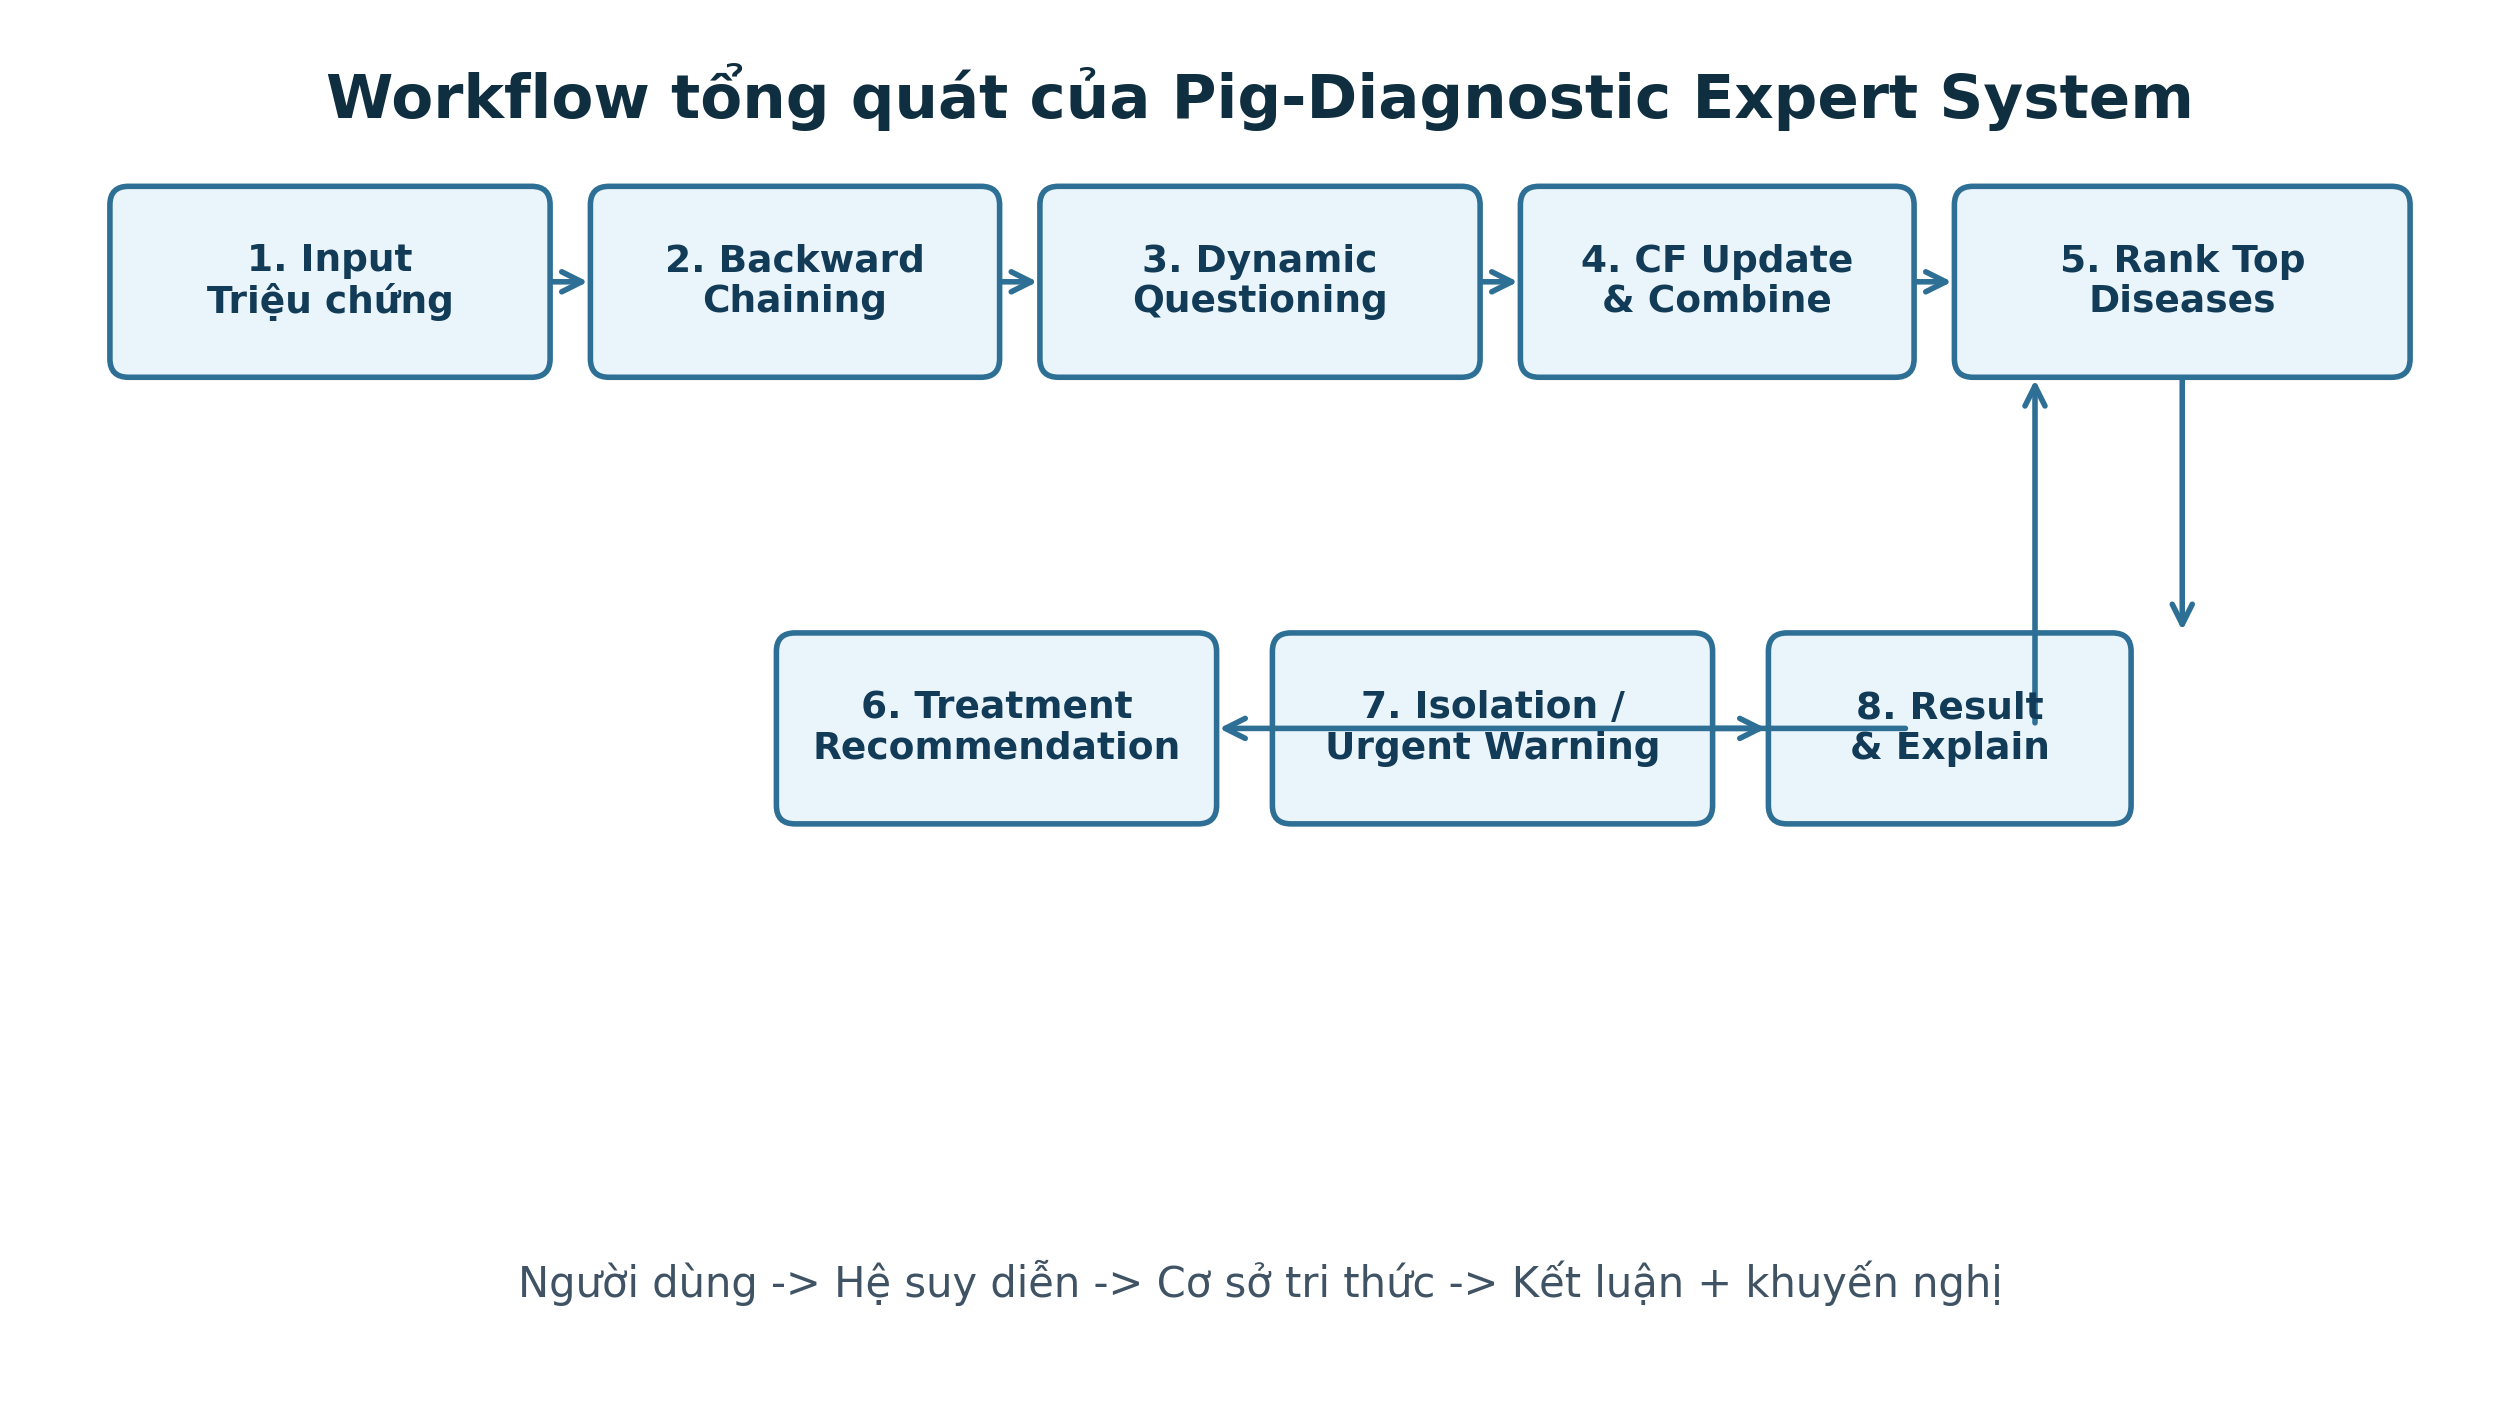 Workflow tổng quát của Pig-Diagnostic Expert System
1. Input
Triệu chứng
2. Backward
Chaining
3. Dynamic
Questioning
4. CF Update
& Combine
5. Rank Top
Diseases
6. Treatment
Recommendation
7. Isolation /
Urgent Warning
8. Result
& Explain
Người dùng -> Hệ suy diễn -> Cơ sở tri thức -> Kết luận + khuyến nghị